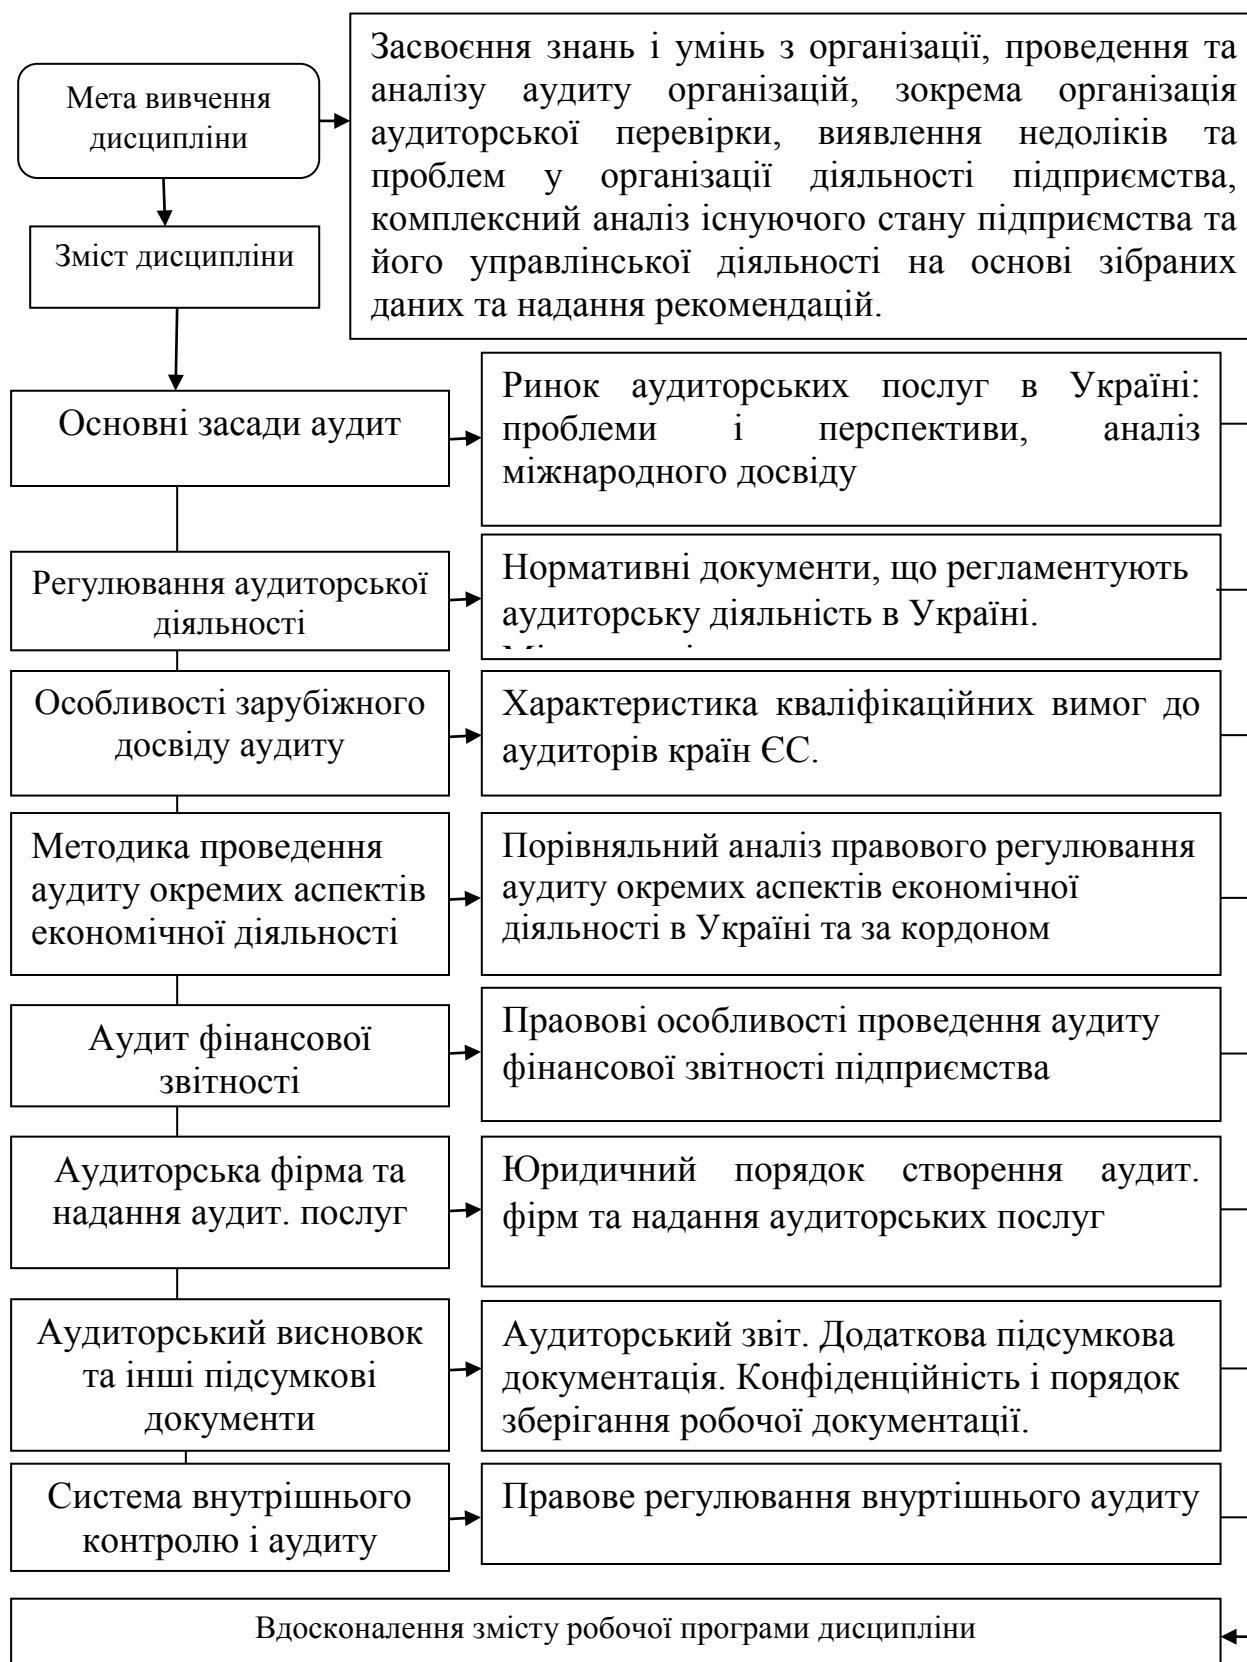 Мета вивчення
дисципліни
Засвоєння знань і умінь з організації, проведення та
аналізу аудиту організацій, зокрема організація
аудиторської перевірки, виявлення недоліків та
проблем у організації діяльності підприємства,
комплексний аналіз існуючого стану підприємства та
його управлінської діяльності на основі зібраних
даних та надання рекомендацій.
Зміст дисципліни
Основні засади аудит
Ринок аудиторських послуг в Україні:
проблеми і перспективи, аналіз
міжнародного досвіду
Регулювання аудиторської
діяльності
Нормативні документи, що регламентують
аудиторську діяльність в Україні.
Особливості зарубіжного
досвіду аудиту
Характеристика кваліфікаційних вимог до
аудиторів країн ЄС.
Методика проведення
аудиту окремих аспектів
економічної діяльності
Порівняльний аналіз правового регулювання
аудиту окремих аспектів економічної
діяльності в Україні та за кордоном
Аудит фінансової
звітності
Праовові особливості проведення аудиту
фінансової звітності підприємства
Аудиторська фірма та
надання аудит. послуг
Юридичний порядок створення аудит.
фірм та надання аудиторських послуг
Аудиторський висновок
та інші підсумкові
документи
Аудиторський звіт. Додаткова підсумкова
документація. Конфіденційність і порядок
зберігання робочої документації.
Система внутрішнього
контролю і аудиту
Правове регулювання внуртішнього аудиту
Вдосконалення змісту робочої програми дисципліни